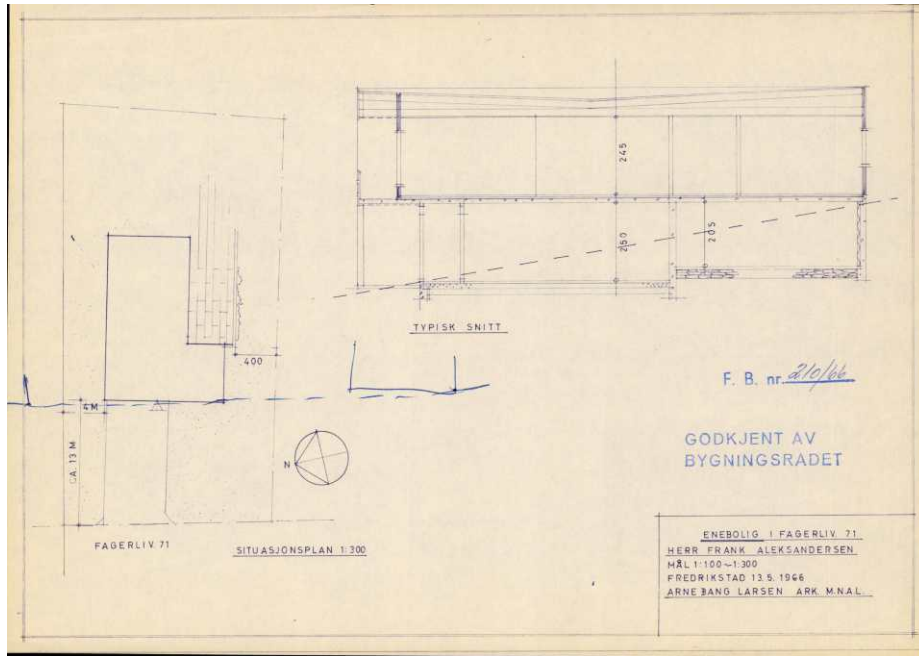 245
250
205
TYPISK SNITT
400
4M
CA. 13 M
N
FAGERLIV. 71
SITUASJONSPLAN 1:300
F. B. nr. 210/66
GODKJENT AV
BYGNINGSRADET
ENEBOLIG I FAGERLIV. 71
HERR FRANK ALEKSANDERSEN
MÅL 1:100~1:300
FREDRIKSTAD 13.5. 1966
ARNE BANG LARSEN ARK. M.N.A.L.